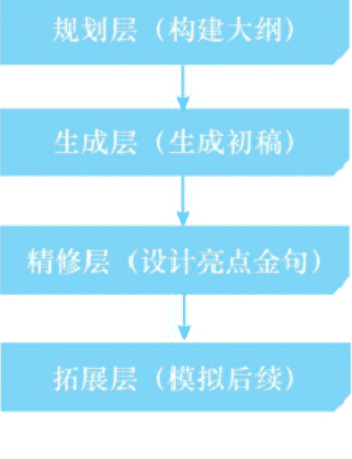 规划层（构建大纲）
生成层（生成初稿）
精修层（设计亮点金句）
拓展层（模拟后续）